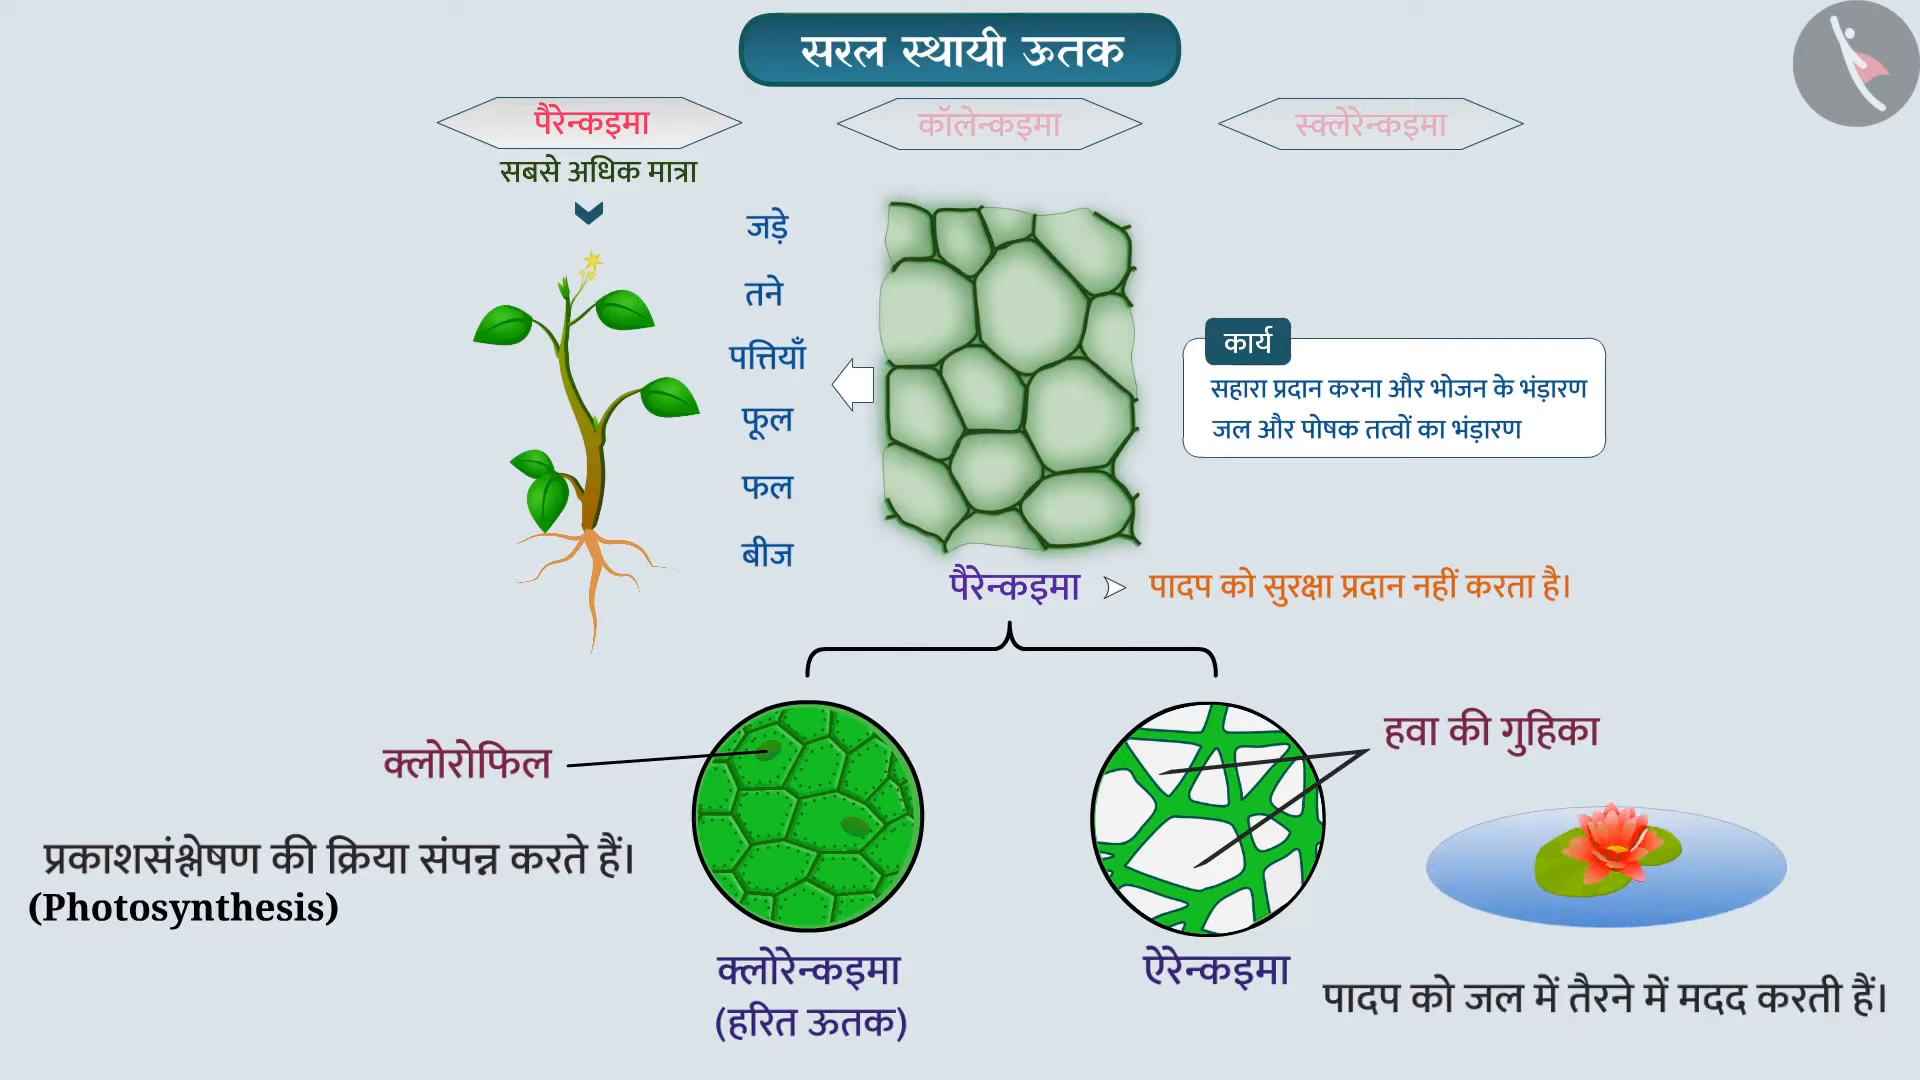 सरल स्थायी ऊतक
पैरेन्कइमा
कॉलेन्कइमा
स्क्लेरेन्कइमा
सबसे अधिक मात्रा
जड़े
तने
पत्तियाँ
फूल
फल
बीज
कार्य
सहारा प्रदान करना और भोजन के भंड़ारण
जल और पोषक तत्वों का भंड़ारण
पैरेन्कइमा
पादप को सुरक्षा प्रदान नहीं करता है।
क्लोरोफिल
हवा की गुहिका
प्रकाशसंश्लेषण की क्रिया संपन्न करते हैं।
(Photosynthesis)
क्लोरेन्कइमा
(हरित ऊतक)
ऐरेन्कइमा
पादप को जल में तैरने में मदद करती हैं।